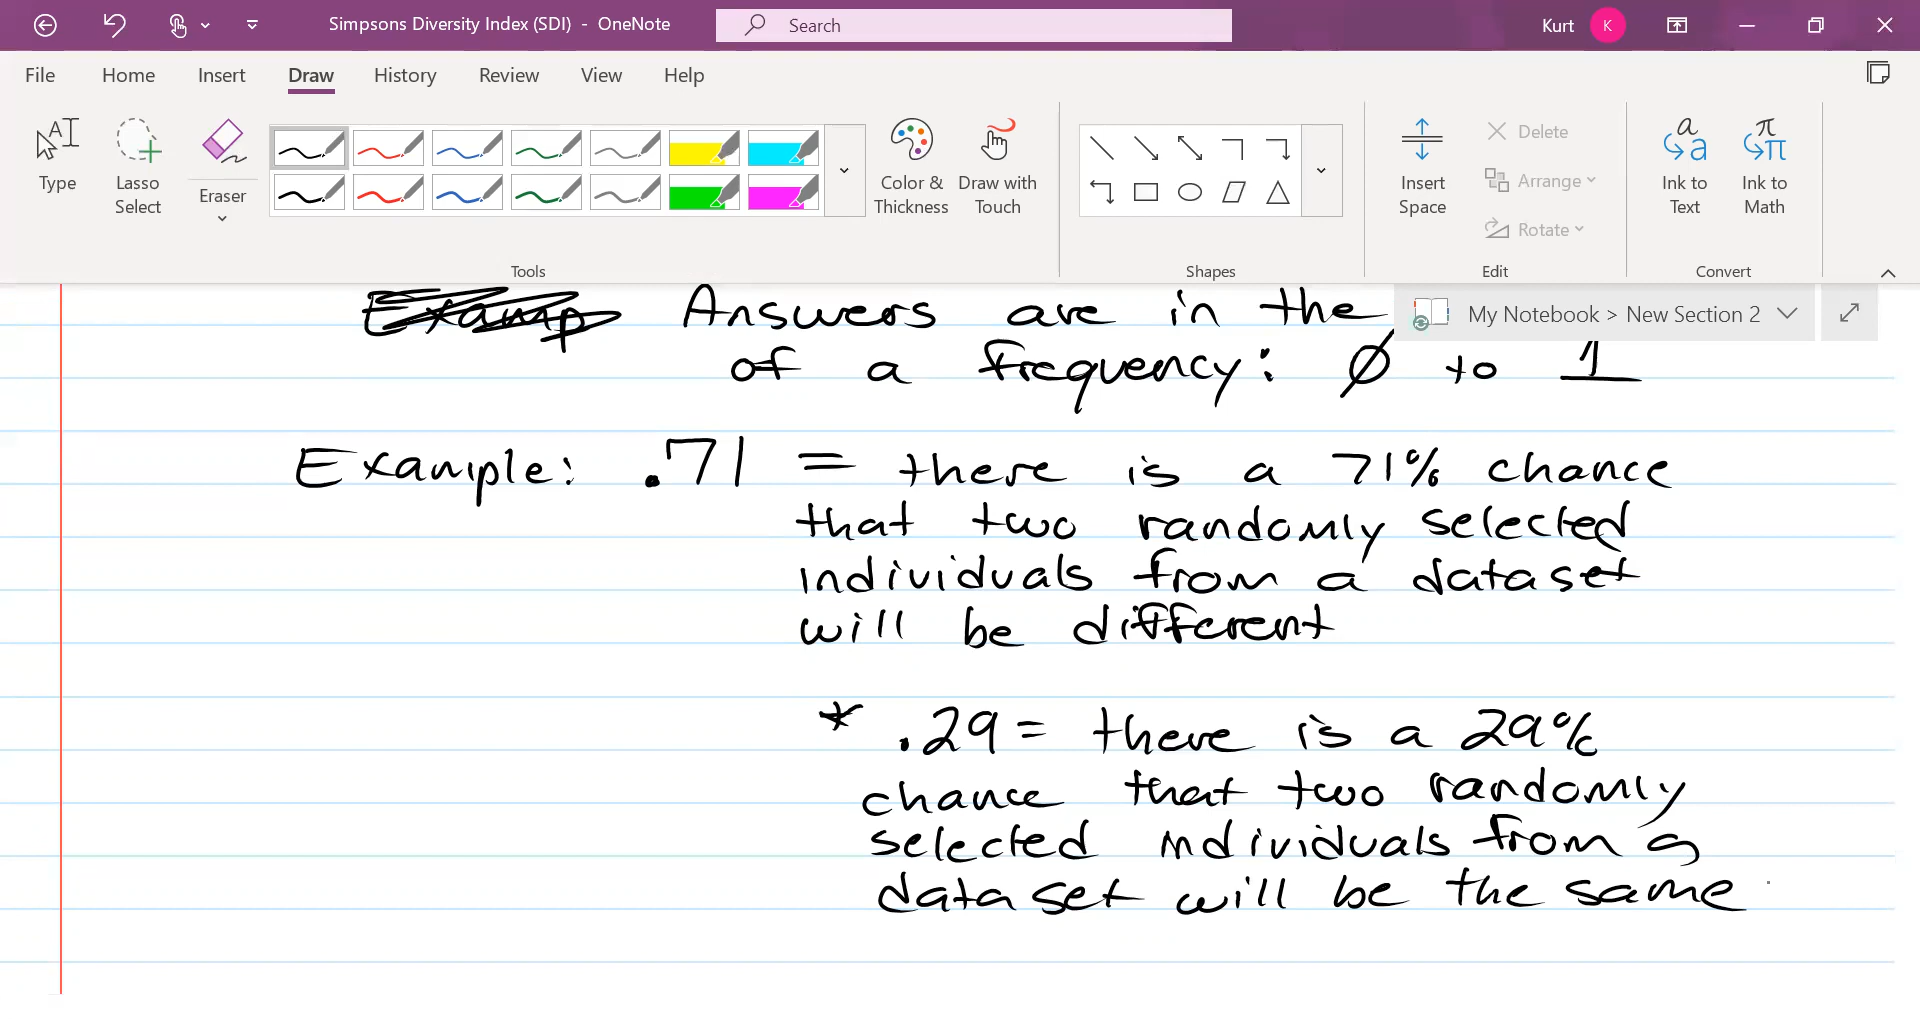 Simpsons Diversity Index (SDI) - OneNote
Search
Kurt K
File Home Insert Draw History Review View Help
Type
Lasso Select
Eraser
Color & Thickness
Draw with Touch
Insert Space
Delete
Arrange
Rotate
Ink to Text
Ink to Math
Tools Shapes Edit Convert
My Notebook > New Section 2
Examp Answers are in the
of a frequency: 0 to 1
Example: .71 = there is a 71% chance
that two randomly selected
individuals from a dataset
will be different
* .29 = there is a 29%
chance that two randomly
selected individuals from a
data set will be the same